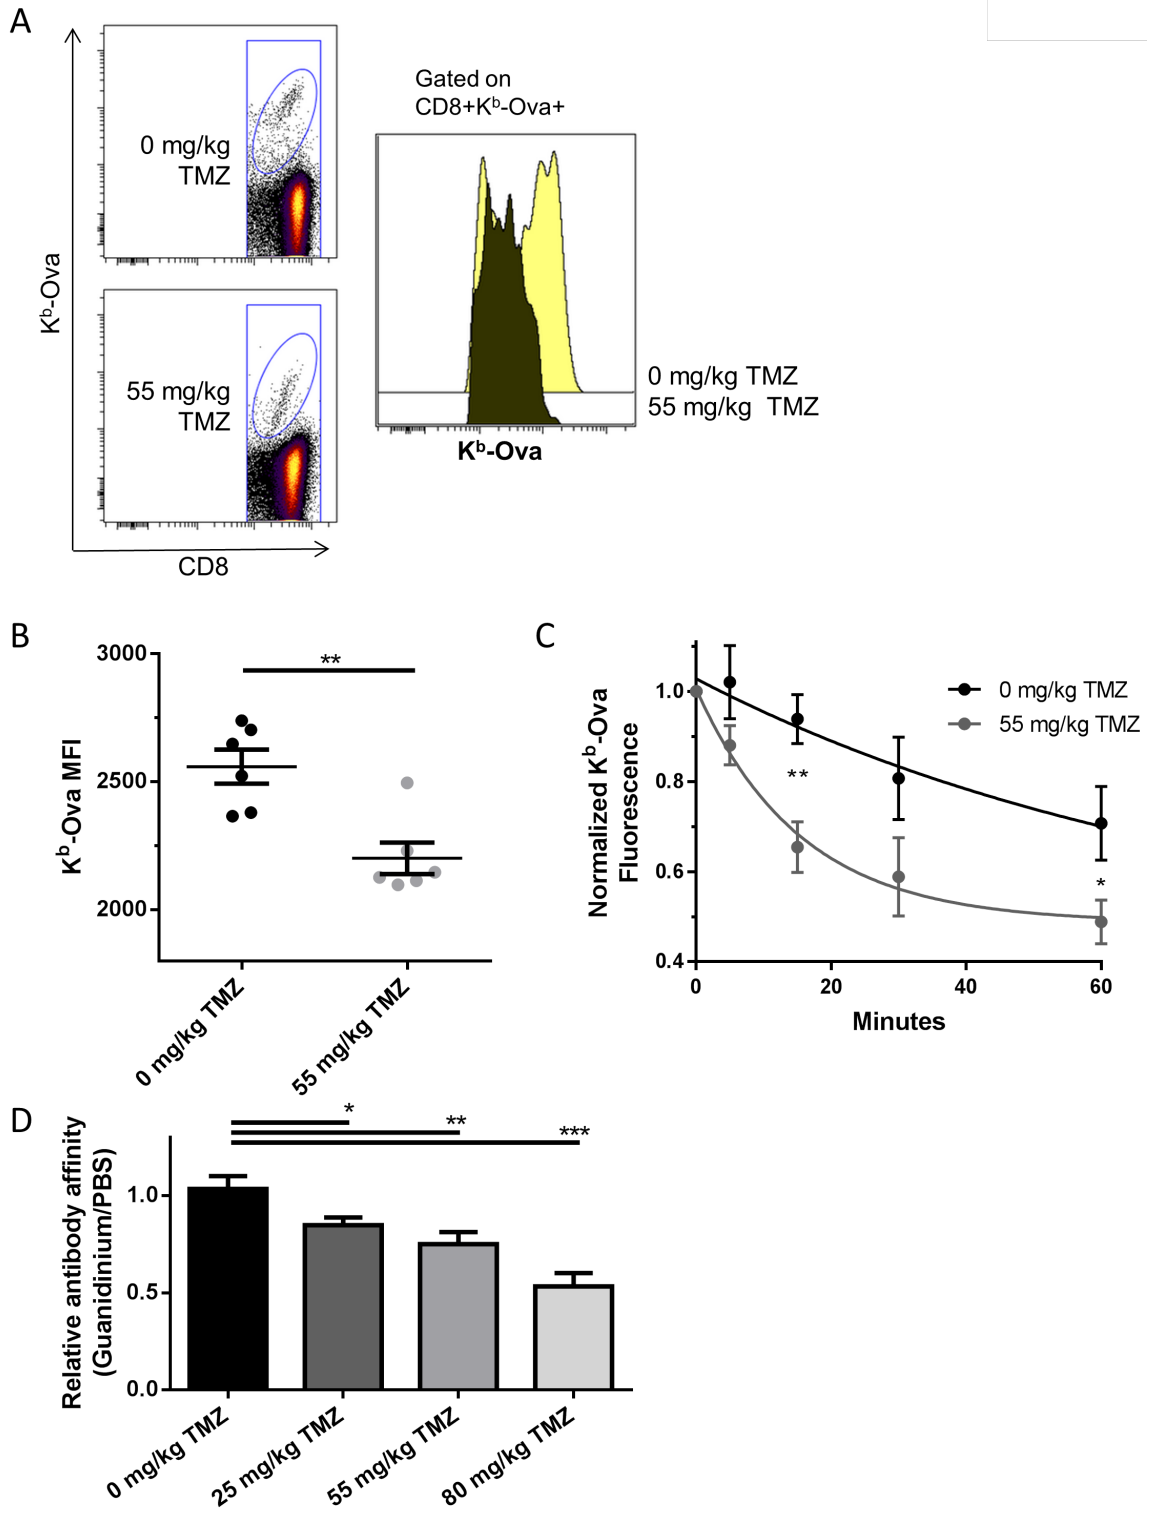 A
0 mg/kg
TMZ
Kᵇ-Ova
55 mg/kg
TMZ
CD8
Gated on
CD8+Kᵇ-Ova+
0 mg/kg TMZ
55 mg/kg TMZ
Kᵇ-Ova
B
3000
2500
2000
Kᵇ-Ova MFI
**
0 mg/kg TMZ
55 mg/kg TMZ
C
Normalized Kᵇ-Ova
Fluorescence
1.0
0.8
0.6
0.4
**
*
0 mg/kg TMZ
55 mg/kg TMZ
0 20 40 60
Minutes
D
Relative antibody affinity
(Guanidinium/PBS)
*
**
***
1.0
0.5
0.0
0 mg/kg TMZ
25 mg/kg TMZ
55 mg/kg TMZ
80 mg/kg TMZ